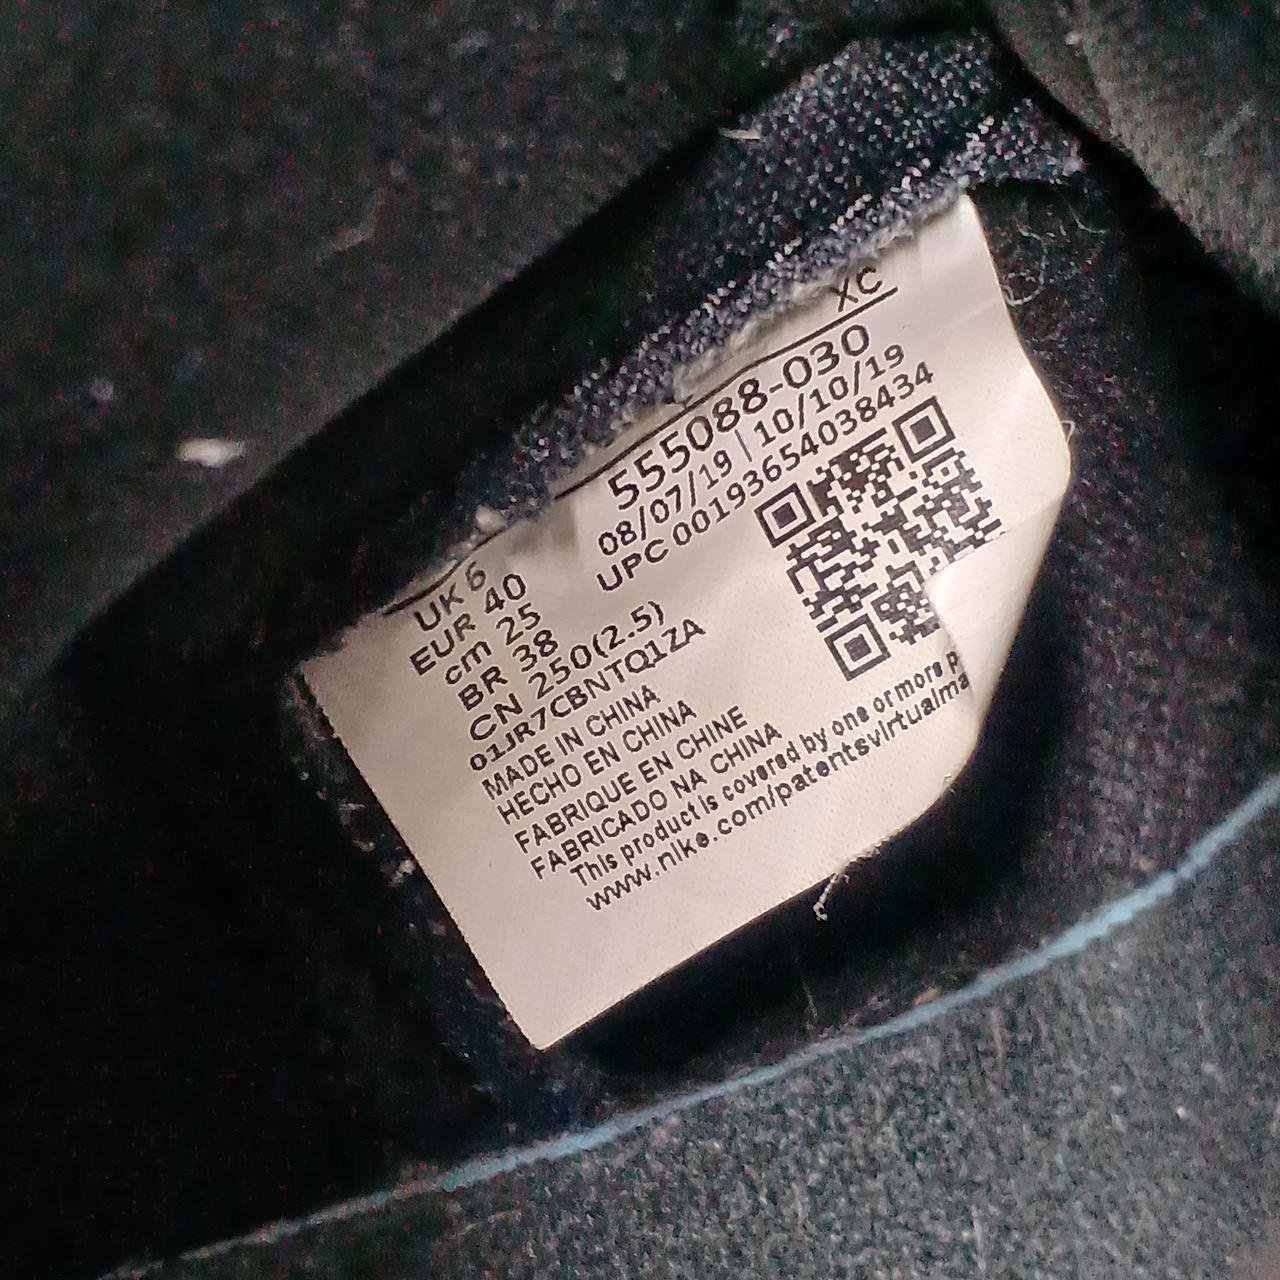 XC
555088-030
08/07/19 | 10/10/19
UPC 00193654038434
UK 6
EUR 40
cm 25
BR 38
CN 250(2.5)
01JR7CBNTQ1ZA
MADE IN CHINA
HECHO EN CHINA
FABRIQUE EN CHINE
FABRICADO NA CHINA
This product is covered by one or more p
www.nike.com/patentsvirtualma